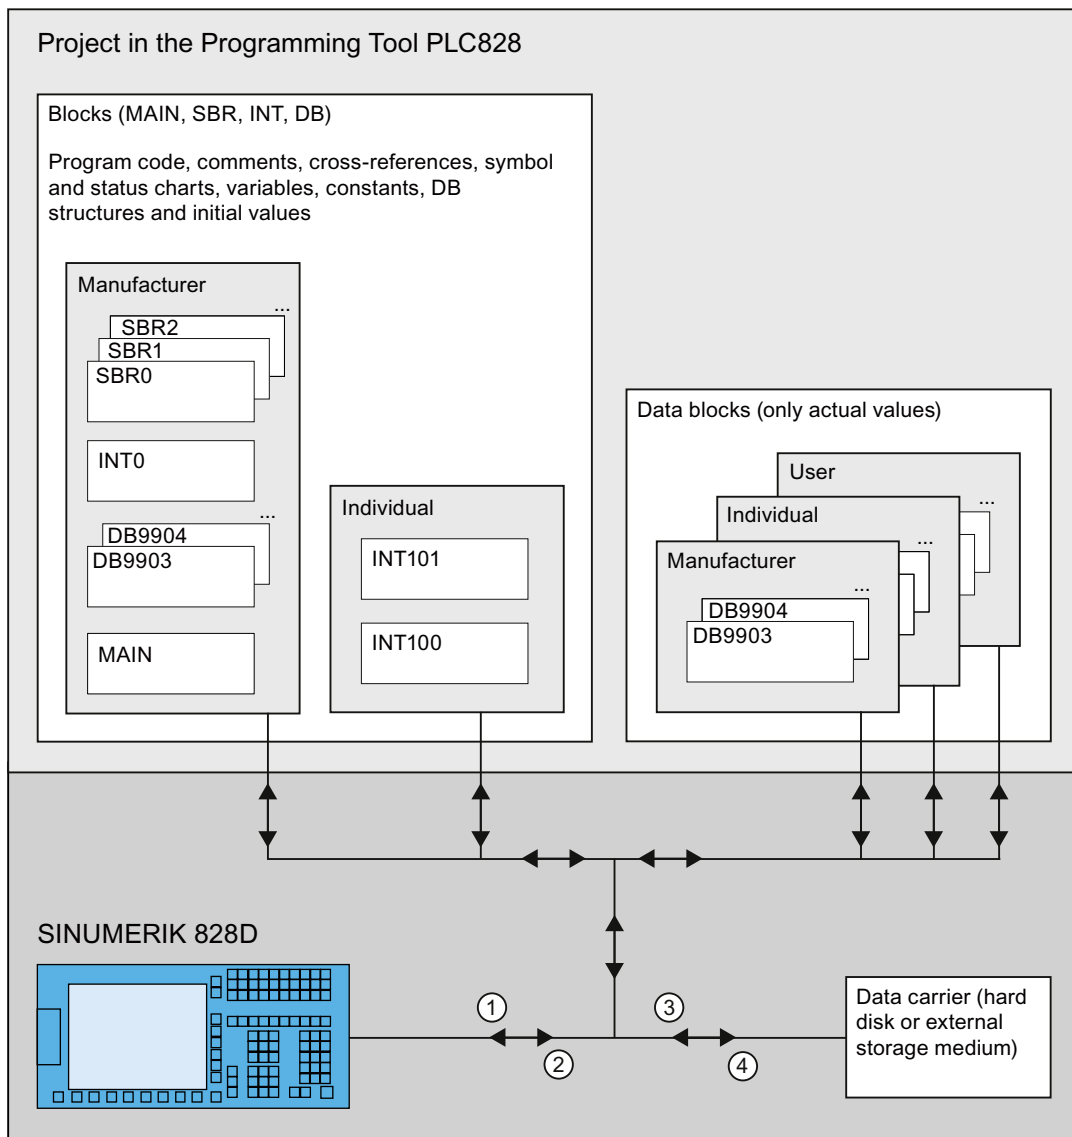 Project in the Programming Tool PLC828
Blocks (MAIN, SBR, INT, DB)
Program code, comments, cross-references, symbol
and status charts, variables, constants, DB
structures and initial values
Manufacturer
...
SBR2
SBR1
SBR0
INT0
...
DB9904
DB9903
MAIN
Individual
INT101
INT100
Data blocks (only actual values)
User
...
Individual
...
Manufacturer
...
DB9904
DB9903
SINUMERIK 828D
1
2
3
4
Data carrier (hard
disk or external
storage medium)